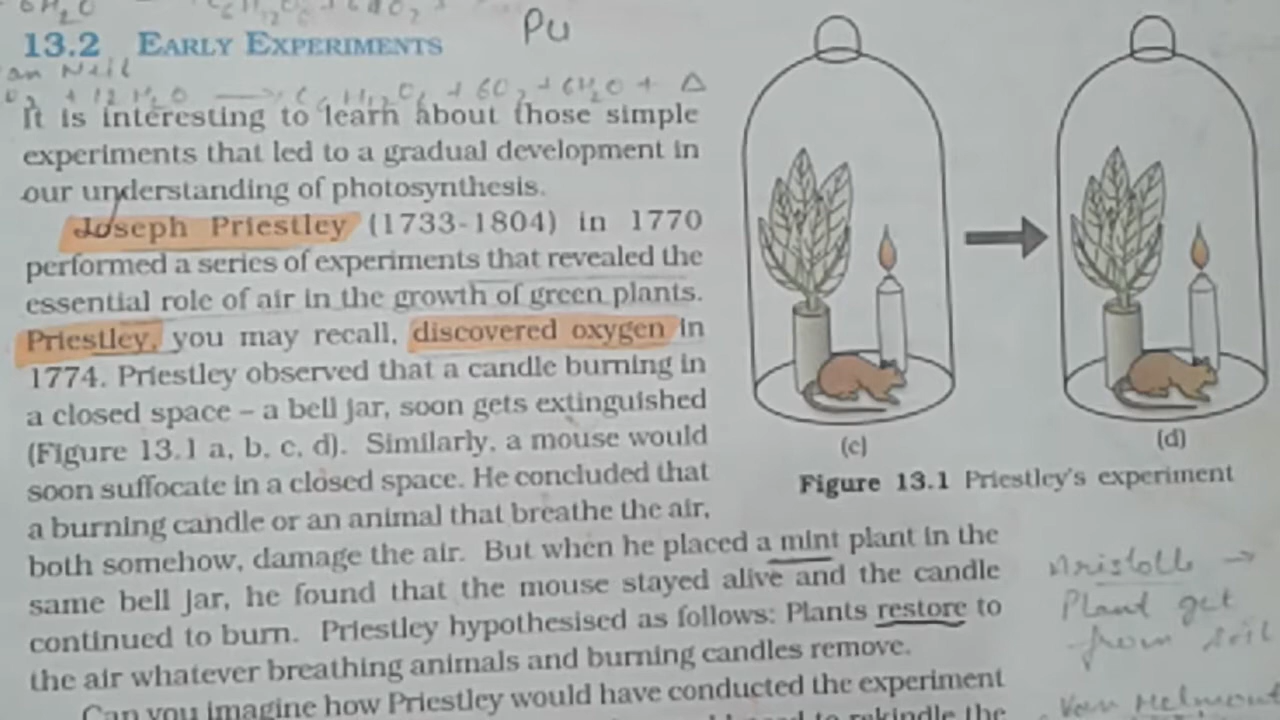 Pu
13.2 EARLY EXPERIMENTS
It is interesting to learn about those simple
experiments that led to a gradual development in
our understanding of photosynthesis.
Joseph Priestley (1733-1804) in 1770
performed a series of experiments that revealed the
essential role of air in the growth of green plants.
Priestley, you may recall, discovered oxygen in
1774. Priestley observed that a candle burning in
a closed space – a bell jar, soon gets extinguished
(Figure 13.1 a, b, c, d). Similarly, a mouse would
soon suffocate in a closed space. He concluded that
a burning candle or an animal that breathe the air,
both somehow, damage the air. But when he placed a mint plant in the
same bell jar, he found that the mouse stayed alive and the candle
continued to burn. Priestley hypothesised as follows: Plants restore to
the air whatever breathing animals and burning candles remove.
Can you imagine how Priestley would have conducted the experiment
to rekindle the
(c)
(d)
Figure 13.1 Priestley's experiment
Plant get
from soil
Van Helmont